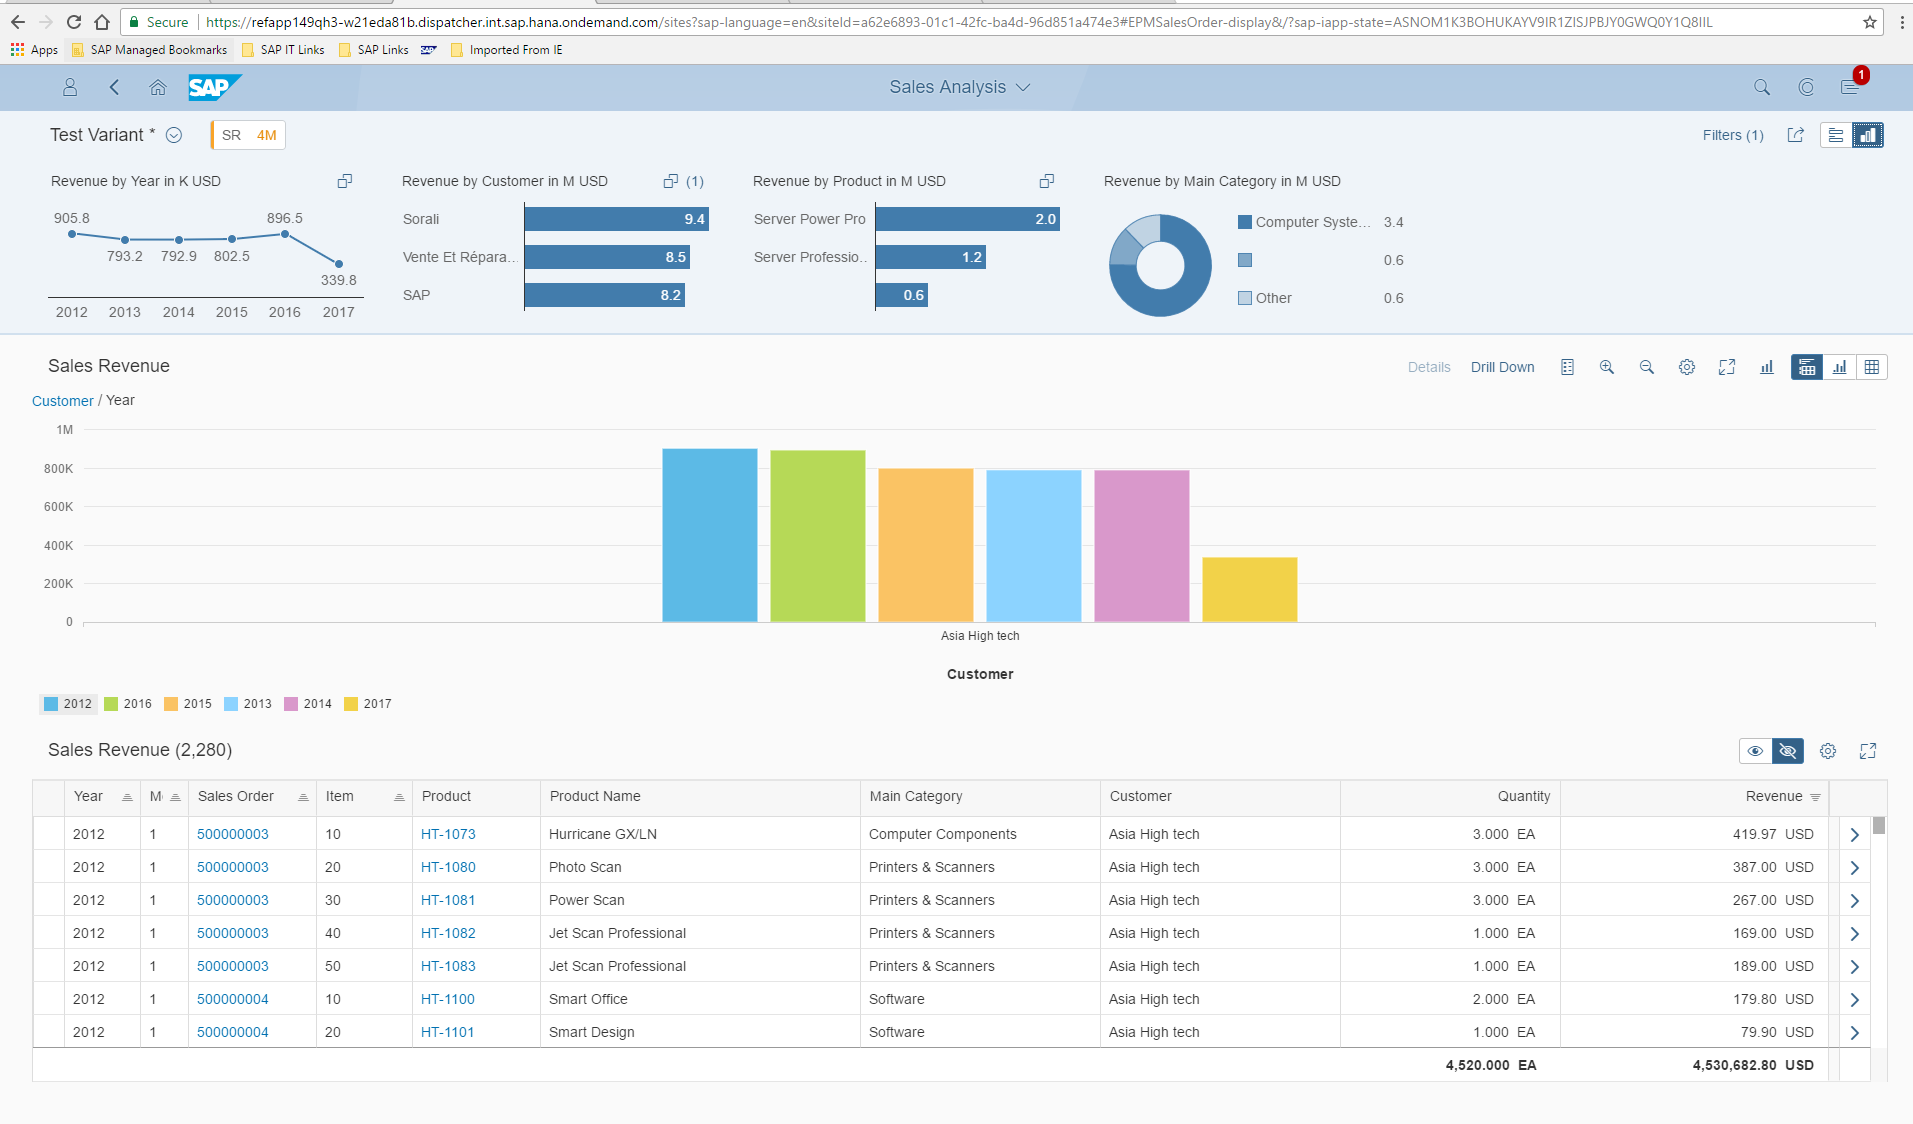 Secure https://refapp149qh3-w21eda81b.dispatcher.int.sap.hana.ondemand.com/sites?sap-language=en&siteId=a62e6893-01c1-42fc-ba4d-96d851a474e3#EPMSalesOrder-display&/?sap-iapp-state=ASNOM1K3BOHUKAYV9IR1ZISJPBJY0GWQ0Y1Q8IIL
Apps SAP Managed Bookmarks SAP IT Links SAP Links SAP Imported From IE
SAP Sales Analysis 1
Test Variant * SR 4M Filters (1)
Revenue by Year in K USD
905.8 896.5
793.2 792.9 802.5
339.8
2012 2013 2014 2015 2016 2017
Revenue by Customer in M USD (1)
Sorali 9.4
Vente Et Répara... 8.5
SAP 8.2
Revenue by Product in M USD
Server Power Pro 2.0
Server Professio.. 1.2
0.6
Revenue by Main Category in M USD
Computer Syste... 3.4
0.6
Other 0.6
Sales Revenue Details Drill Down
Customer / Year
1M
800K
600K
400K
200K
0
Asia High tech
Customer
2012 2016 2015 2013 2014 2017
Sales Revenue (2,280)
Year M Sales Order Item Product Product Name Main Category Customer Quantity Revenue
2012 1 500000003 10 HT-1073 Hurricane GX/LN Computer Components Asia High tech 3.000 EA 419.97 USD
2012 1 500000003 20 HT-1080 Photo Scan Printers & Scanners Asia High tech 3.000 EA 387.00 USD
2012 1 500000003 30 HT-1081 Power Scan Printers & Scanners Asia High tech 3.000 EA 267.00 USD
2012 1 500000003 40 HT-1082 Jet Scan Professional Printers & Scanners Asia High tech 1.000 EA 169.00 USD
2012 1 500000003 50 HT-1083 Jet Scan Professional Printers & Scanners Asia High tech 1.000 EA 189.00 USD
2012 1 500000004 10 HT-1100 Smart Office Software Asia High tech 2.000 EA 179.80 USD
2012 1 500000004 20 HT-1101 Smart Design Software Asia High tech 1.000 EA 79.90 USD
4,520.000 EA 4,530,682.80 USD